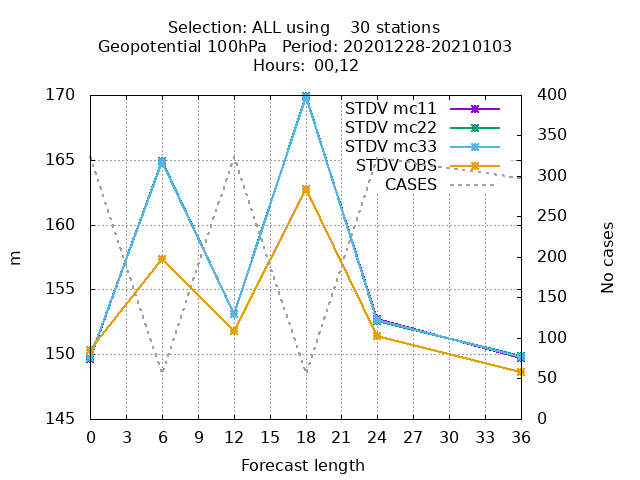 Selection: ALL using    30 stations
Geopotential 100hPa   Period: 20201228-20210103
Hours:  00,12
STDV mc11
STDV mc22
STDV mc33
STDV OBS
CASES
170
165
160
155
150
145
m
400
350
300
250
200
150
100
50
0
No cases
0 3 6 9 12 15 18 21 24 27 30 33 36
Forecast length